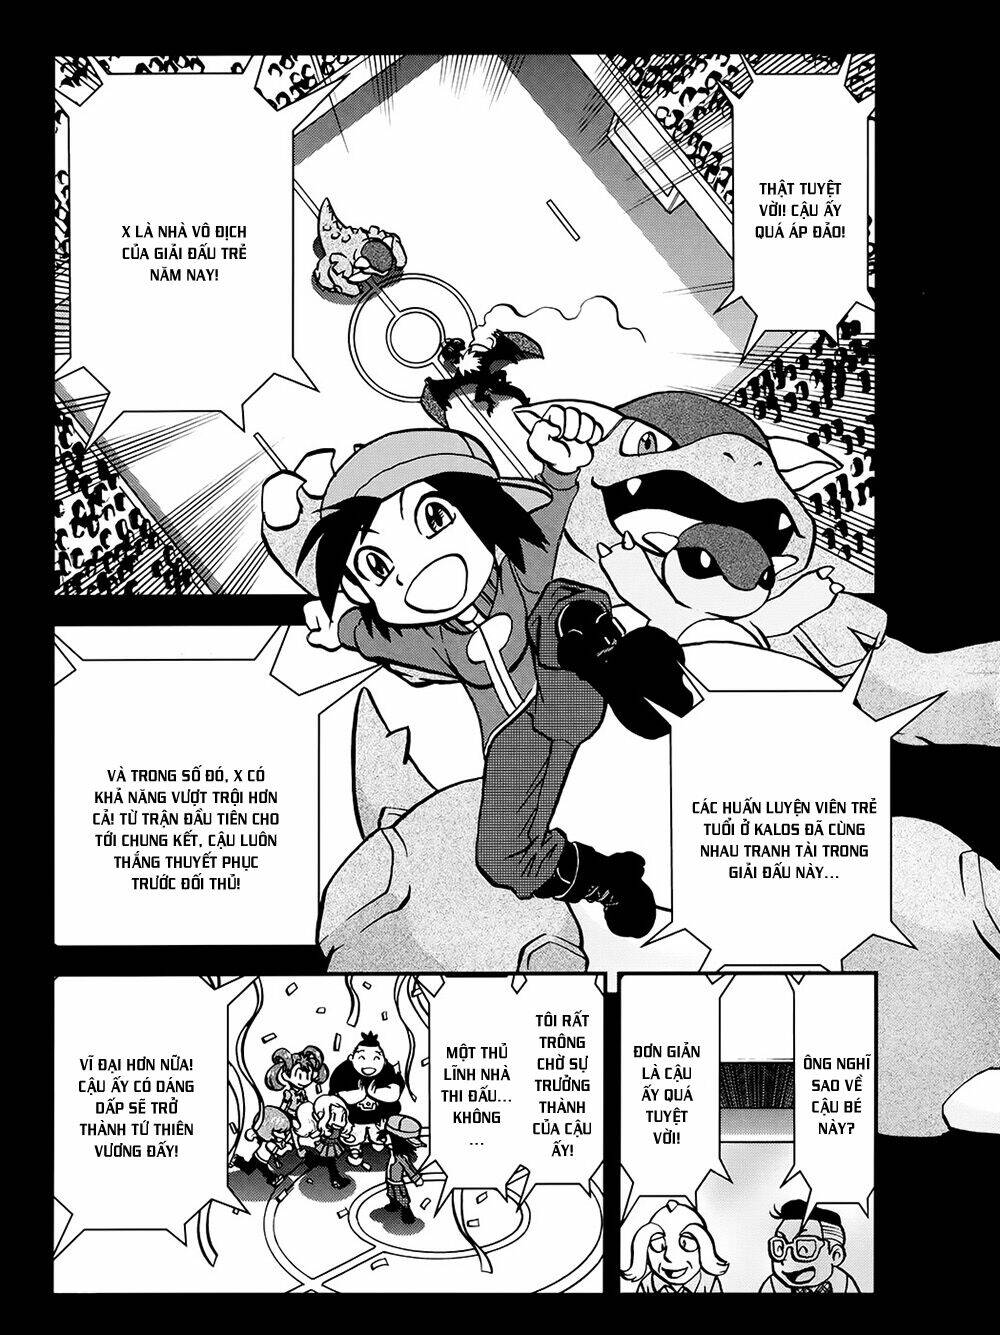 THẬT TUYỆT
VỜI! CẬU ẤY
QUÁ ÁP ĐẢO!
X LÀ NHÀ VÔ ĐỊCH
CỦA GIẢI ĐẤU TRẺ
NĂM NAY!
CÁC HUẤN LUYỆN VIÊN TRẺ
TUỔI Ở KALOS ĐÃ CÙNG
NHAU TRANH TÀI TRONG
GIẢI ĐẤU NÀY...
VÀ TRONG SỐ ĐÓ, X CÓ
KHẢ NĂNG VƯỢT TRỘI HƠN
CẢ! TỪ TRẬN ĐẦU TIÊN CHO
TỚI CHUNG KẾT, CẬU LUÔN
THẮNG THUYẾT PHỤC
TRƯỚC ĐỐI THỦ!
ÔNG NGHĨ
SAO VỀ
CẬU BÉ
NÀY?
ĐƠN GIẢN
LÀ CẬU
ẤY QUÁ
TUYỆT
VỜI!
TÔI RẤT
TRÔNG
CHỜ SỰ
TRƯỞNG
THÀNH
CỦA CẬU
ẤY!
MỘT THỦ
LĨNH NHÀ
THI ĐẤU...
KHÔNG
...
VĨ ĐẠI HƠN NỮA!
CẬU ẤY CÓ DÁNG
DẤP SẼ TRỞ
THÀNH TỨ THIÊN
VƯƠNG ĐẤY!